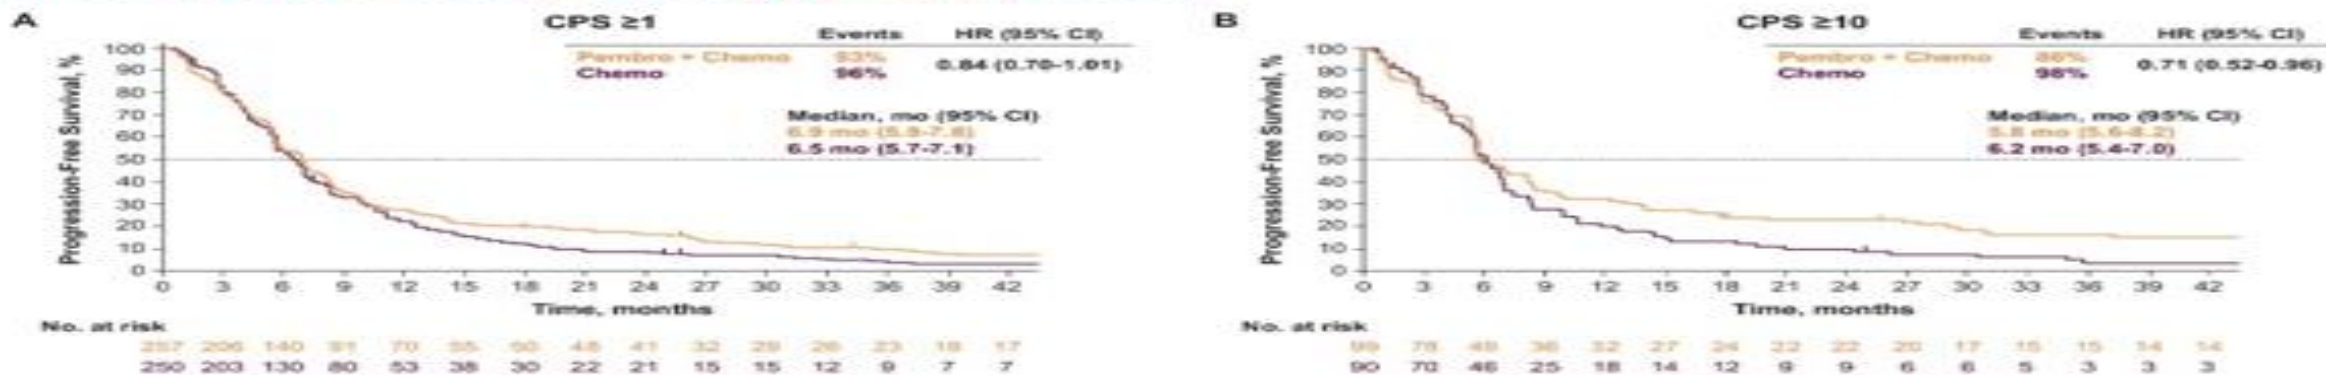 A
CPS ≥1
Events HR (95% CI)
Pembro + Chemo 93% 0.84 (0.70-1.01)
Chemo 96%
Median, mo (95% CI)
6.9 mo
6.5 mo (5.7-7.1)
Progression-Free Survival, %
100
90
80
70
60
50
40
30
20
10
0
0 3 6 9 12 15 18 21 24 27 30 33 36 39 42
Time, months
No. at risk
257 206 140 91 70 55 50 48 41 32 29 26 23 18 17
250 203 130 80 53 38 30 22 21 15 15 12 9 7 7
B
CPS ≥10
Events HR (95% CI)
Pembro + Chemo 86% 0.71 (0.52-0.96)
Chemo 98%
Median, mo (95% CI)
5.8 mo (5.6-8.2)
6.2 mo (5.4-7.0)
Progression-Free Survival, %
100
90
80
70
60
50
40
30
20
10
0
0 3 6 9 12 15 18 21 24 27 30 33 36 39 42
Time, months
No. at risk
99 78 49 36 32 27 24 22 22 20 17 15 15 14 14
90 70 46 25 18 14 12 9 9 6 6 5 3 3 3